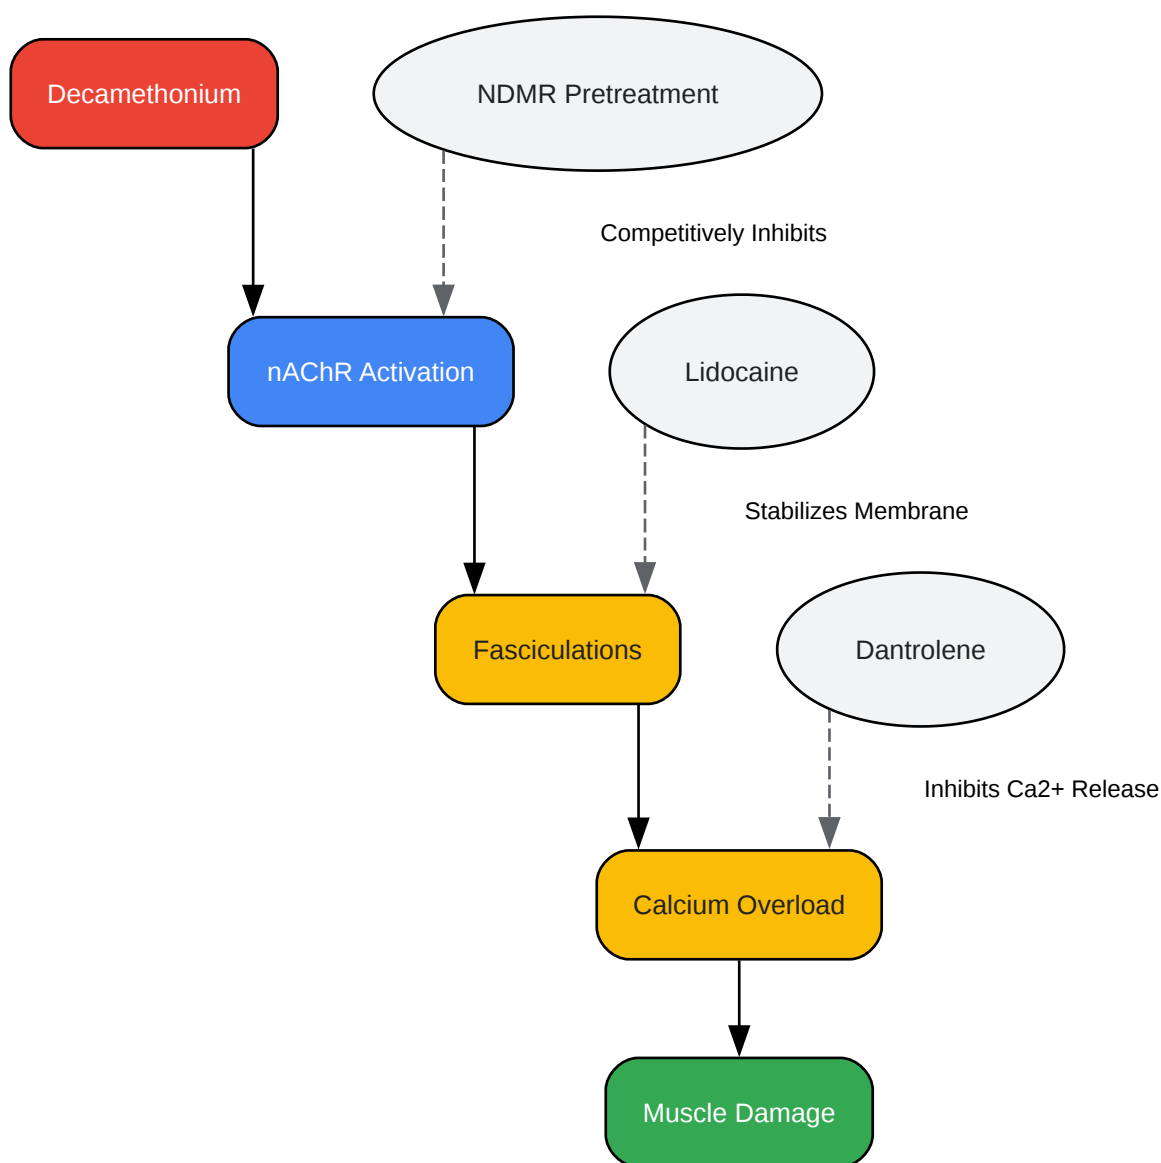 Decamethonium
NDMR Pretreatment
Competitively Inhibits
nAChR Activation
Lidocaine
Stabilizes Membrane
Fasciculations
Dantrolene
Inhibits Ca2+ Release
Calcium Overload
Muscle Damage